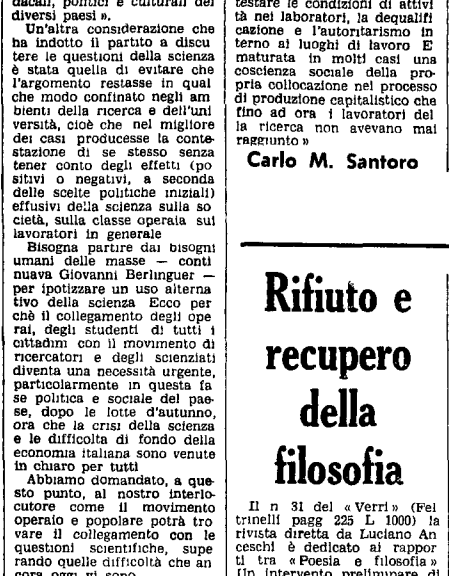 dacali, politici e culturali dei
diversi paesi ».
Un'altra considerazione che
ha indotto il partito a discu
tere le questioni della scienza
è stata quella di evitare che
l'argomento restasse in qual
che modo confinato negli am
bienti della ricerca e dell'uni
versità, cioè che nel migliore
dei casi producesse la conte-
stazione di se stesso senza
tener conto degli effetti (po
sitivi o negativi, a seconda
delle scelte politiche iniziali)
effusivi della scienza sulla so
cietà, sulla classe operaia sui
lavoratori in generale
Bisogna partire dai bisogni
umani delle masse — conti
nuava Giovanni Berlinguer —
per ipotizzare un uso alterna
tivo della scienza Ecco per
chè il collegamento degli ope
rai, degli studenti di tutti i
cittadini con il movimento di
ricercatori e degli scienziati
diventa una necessità urgente,
particolarmente in questa fa
se politica e sociale del pae-
se, dopo le lotte d'autunno,
ora che la crisi della scienza
e le difficolta di fondo della
economia italiana sono venute
in chiaro per tutti
Abbiamo domandato, a que-
sto punto, al nostro interlo-
cutore come il movimento
operaio e popolare potrà tro
vare il collegamento con le
questioni scientifiche, supe
rando quelle difficoltà che an
cora oggi vi sono
testare le condizioni di attivi
tà nei laboratori, la dequalifi
cazione e l'autoritarismo in
terno ai luoghi di lavoro E
maturata in molti casi una
coscienza sociale della pro-
pria collocazione nel processo
di produzione capitalistico che
fino ad ora i lavoratori del
la ricerca non avevano mai
raggiunto »
Carlo M. Santoro
Rifiuto e
recupero
della
filosofia
Il n 31 del « Verri » (Fel
trinelli pagg 225 L 1000) la
rivista diretta da Luciano An
ceschi è dedicato ai rappor
ti tra « Poesia e filosofia »
Un intervento preliminare di